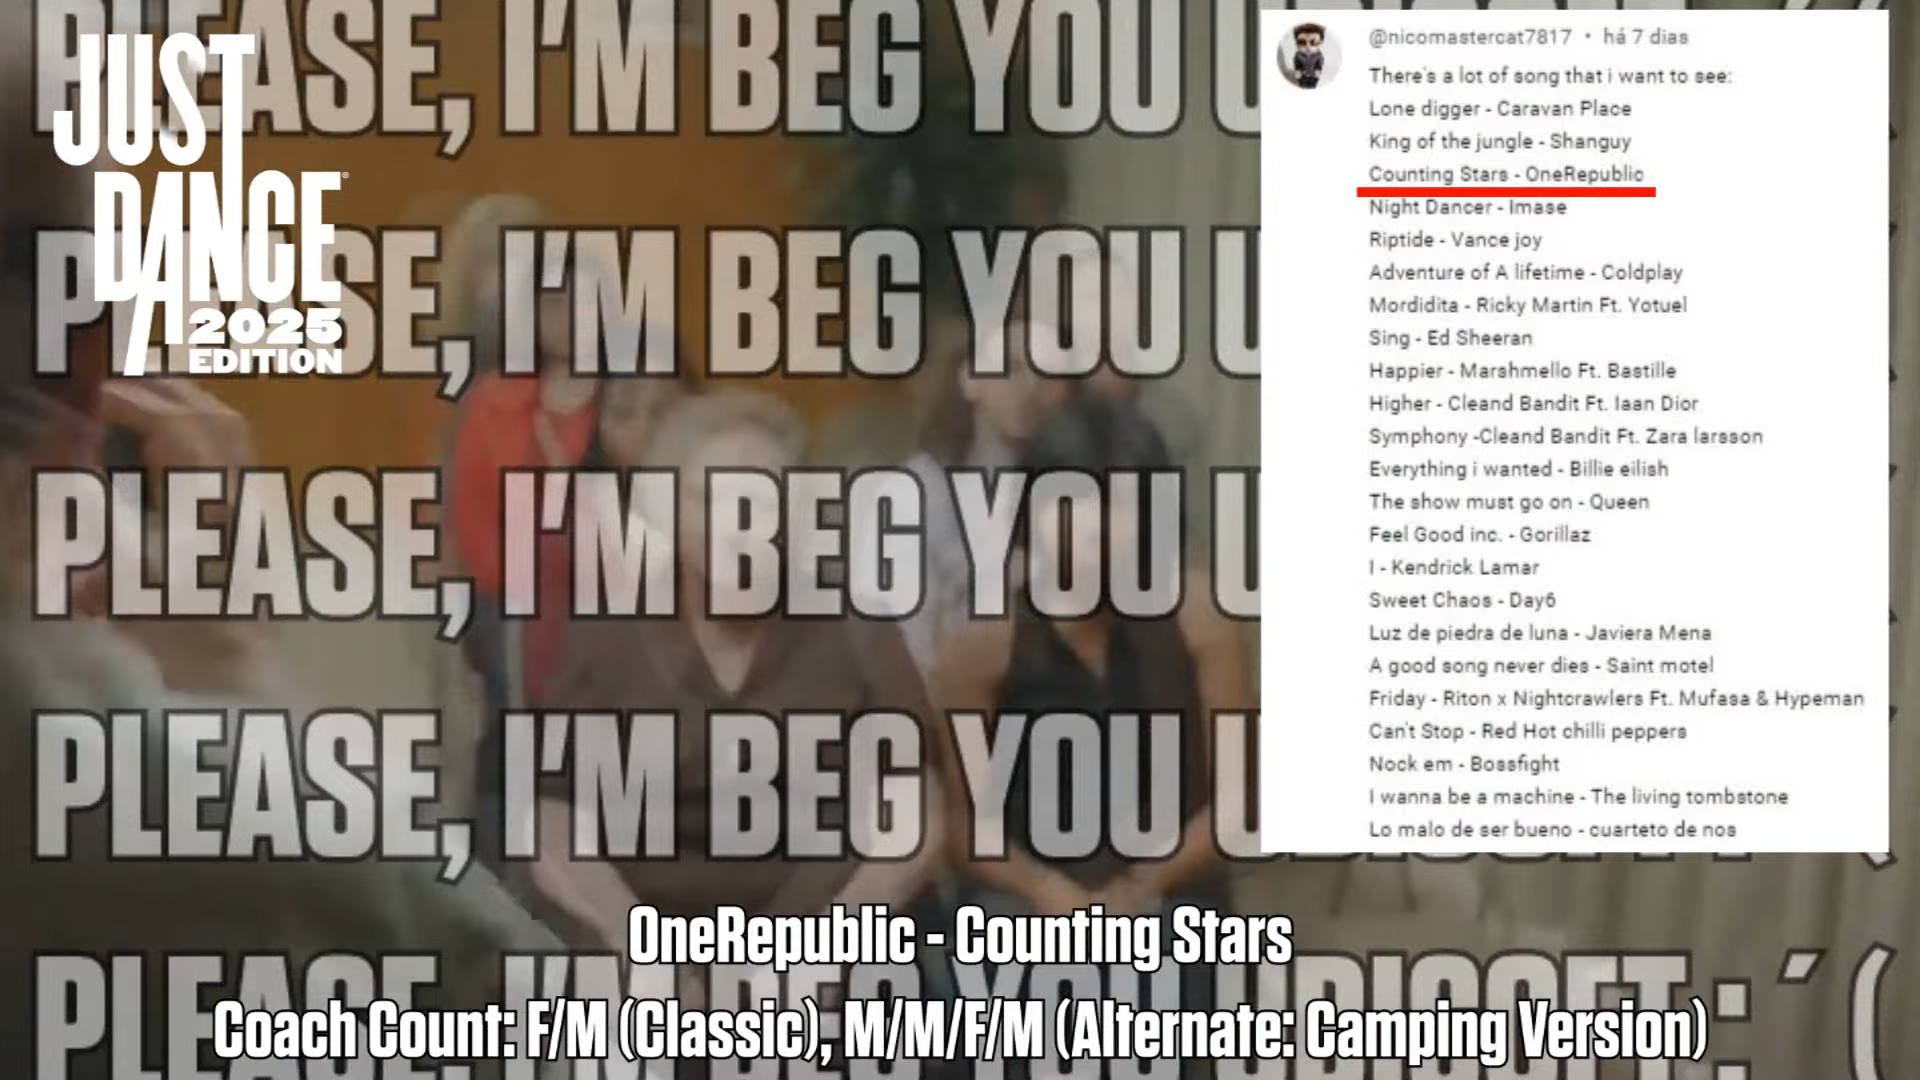 PLEASE, I'M BEG YOU U
JUST
DANCE
2025
EDITION
PLEASE, I'M BEG YOU U
PLEASE, I'M BEG YOU U
PLEASE, I'M BEG YOU UBISOFT :´(
PLEASE, I'M BEG YOU UBISOFT :´(
@nicomastercat7817 • há 7 dias
There's a lot of song that i want to see:
Lone digger - Caravan Place
King of the jungle - Shanguy
Counting Stars - OneRepublic
Night Dancer - Imase
Riptide - Vance joy
Adventure of A lifetime - Coldplay
Mordidita - Ricky Martin Ft. Yotuel
Sing - Ed Sheeran
Happier - Marshmello Ft. Bastille
Higher - Cleand Bandit Ft. Iaan Dior
Symphony -Cleand Bandit Ft. Zara larsson
Everything i wanted - Billie eilish
The show must go on - Queen
Feel Good inc. - Gorillaz
I - Kendrick Lamar
Sweet Chaos - Day6
Luz de piedra de luna - Javiera Mena
A good song never dies - Saint motel
Friday - Riton x Nightcrawlers Ft. Mufasa & Hypeman
Can't Stop - Red Hot chilli peppers
Nock em - Bossfight
I wanna be a machine - The living tombstone
Lo malo de ser bueno - cuarteto de nos
OneRepublic - Counting Stars
Coach Count: F/M (Classic), M/M/F/M (Alternate: Camping Version)